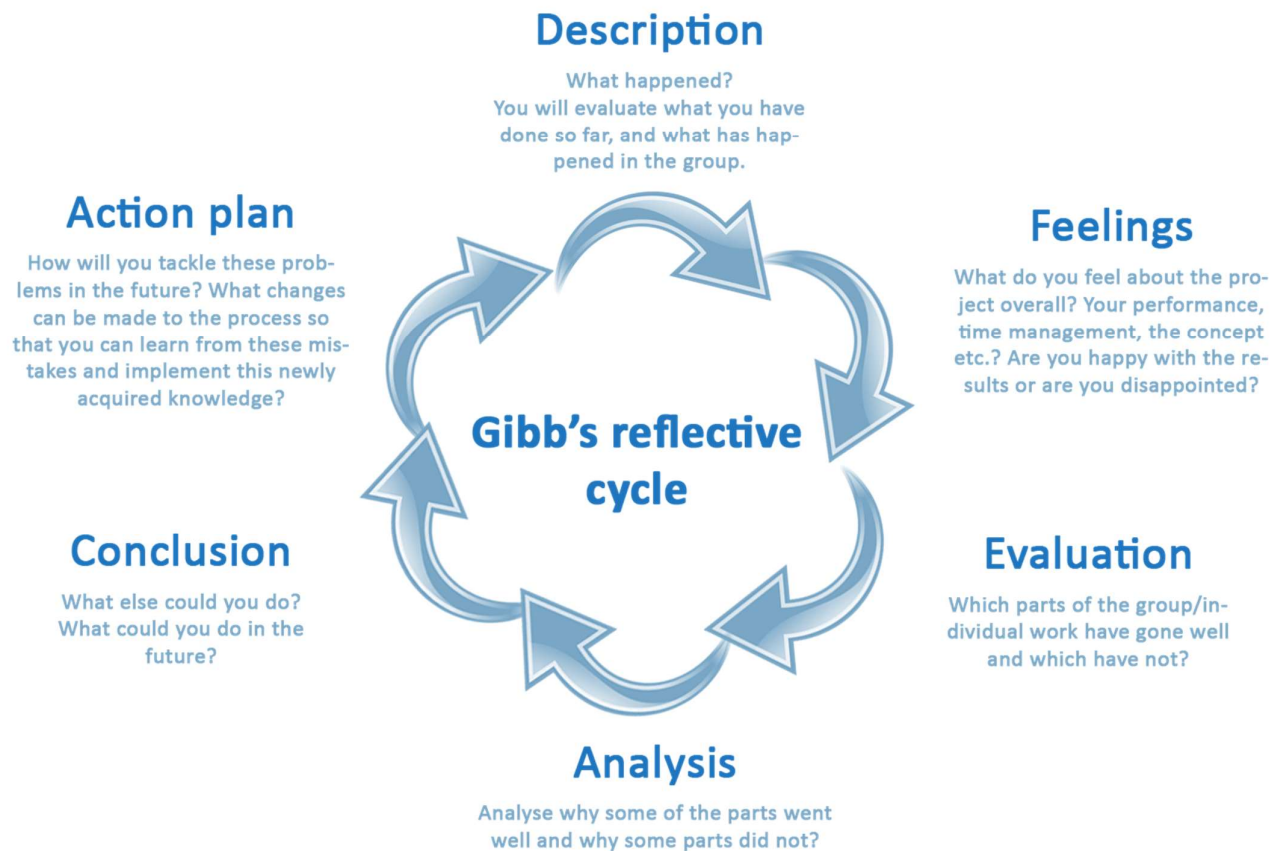 Description
What happened?
You will evaluate what you have
done so far, and what has hap-
pened in the group.
Feelings
What do you feel about the pro-
ject overall? Your performance,
time management, the concept
etc.? Are you happy with the re-
sults or are you disappointed?
Evaluation
Which parts of the group/in-
dividual work have gone well
and which have not?
Analysis
Analyse why some of the parts went
well and why some parts did not?
Conclusion
What else could you do?
What could you do in the
future?
Action plan
How will you tackle these prob-
lems in the future? What changes
can be made to the process so
that you can learn from these mis-
takes and implement this newly
acquired knowledge?
Gibb's reflective
cycle